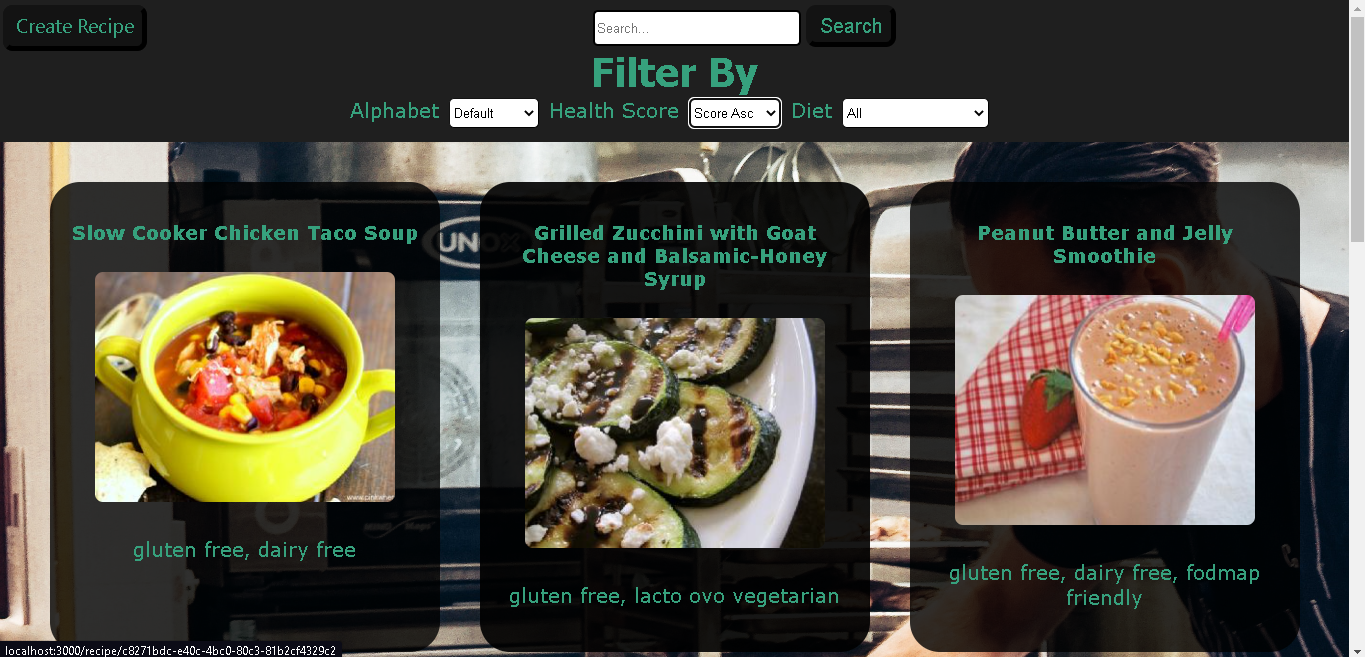 Create Recipe
Search...
Search
Filter By
Alphabet Default Health Score Score Asc Diet All
Slow Cooker Chicken Taco Soup
UNOX
Grilled Zucchini with Goat
Cheese and Balsamic-Honey
Syrup
Peanut Butter and Jelly
Smoothie
gluten free, dairy free
gluten free, lacto ovo vegetarian
gluten free, dairy free, fodmap
friendly
localhost:3000/recipe/c8271bdc-e40c-4bc0-80c3-81b2cf4329c2